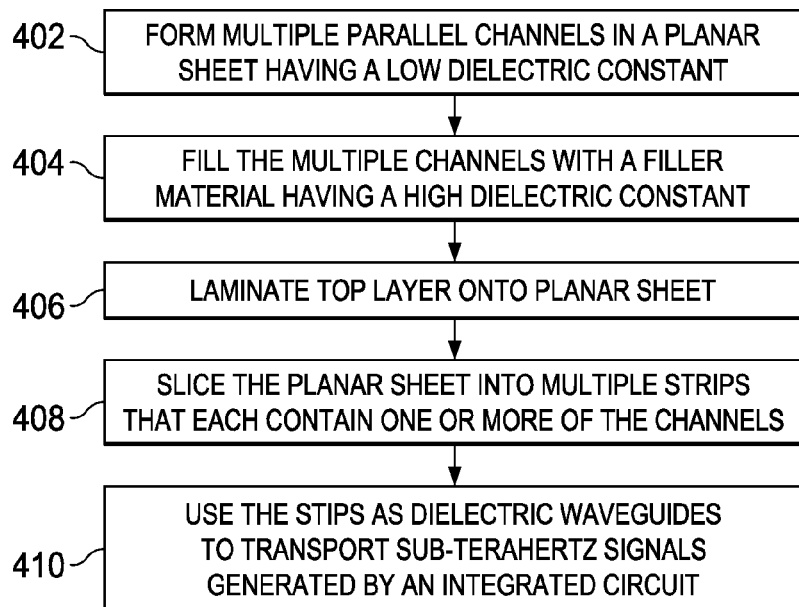 402
FORM MULTIPLE PARALLEL CHANNELS IN A PLANAR
SHEET HAVING A LOW DIELECTRIC CONSTANT
404
FILL THE MULTIPLE CHANNELS WITH A FILLER
MATERIAL HAVING A HIGH DIELECTRIC CONSTANT
406
LAMINATE TOP LAYER ONTO PLANAR SHEET
408
SLICE THE PLANAR SHEET INTO MULTIPLE STRIPS
THAT EACH CONTAIN ONE OR MORE OF THE CHANNELS
410
USE THE STIPS AS DIELECTRIC WAVEGUIDES
TO TRANSPORT SUB-TERAHERTZ SIGNALS
GENERATED BY AN INTEGRATED CIRCUIT